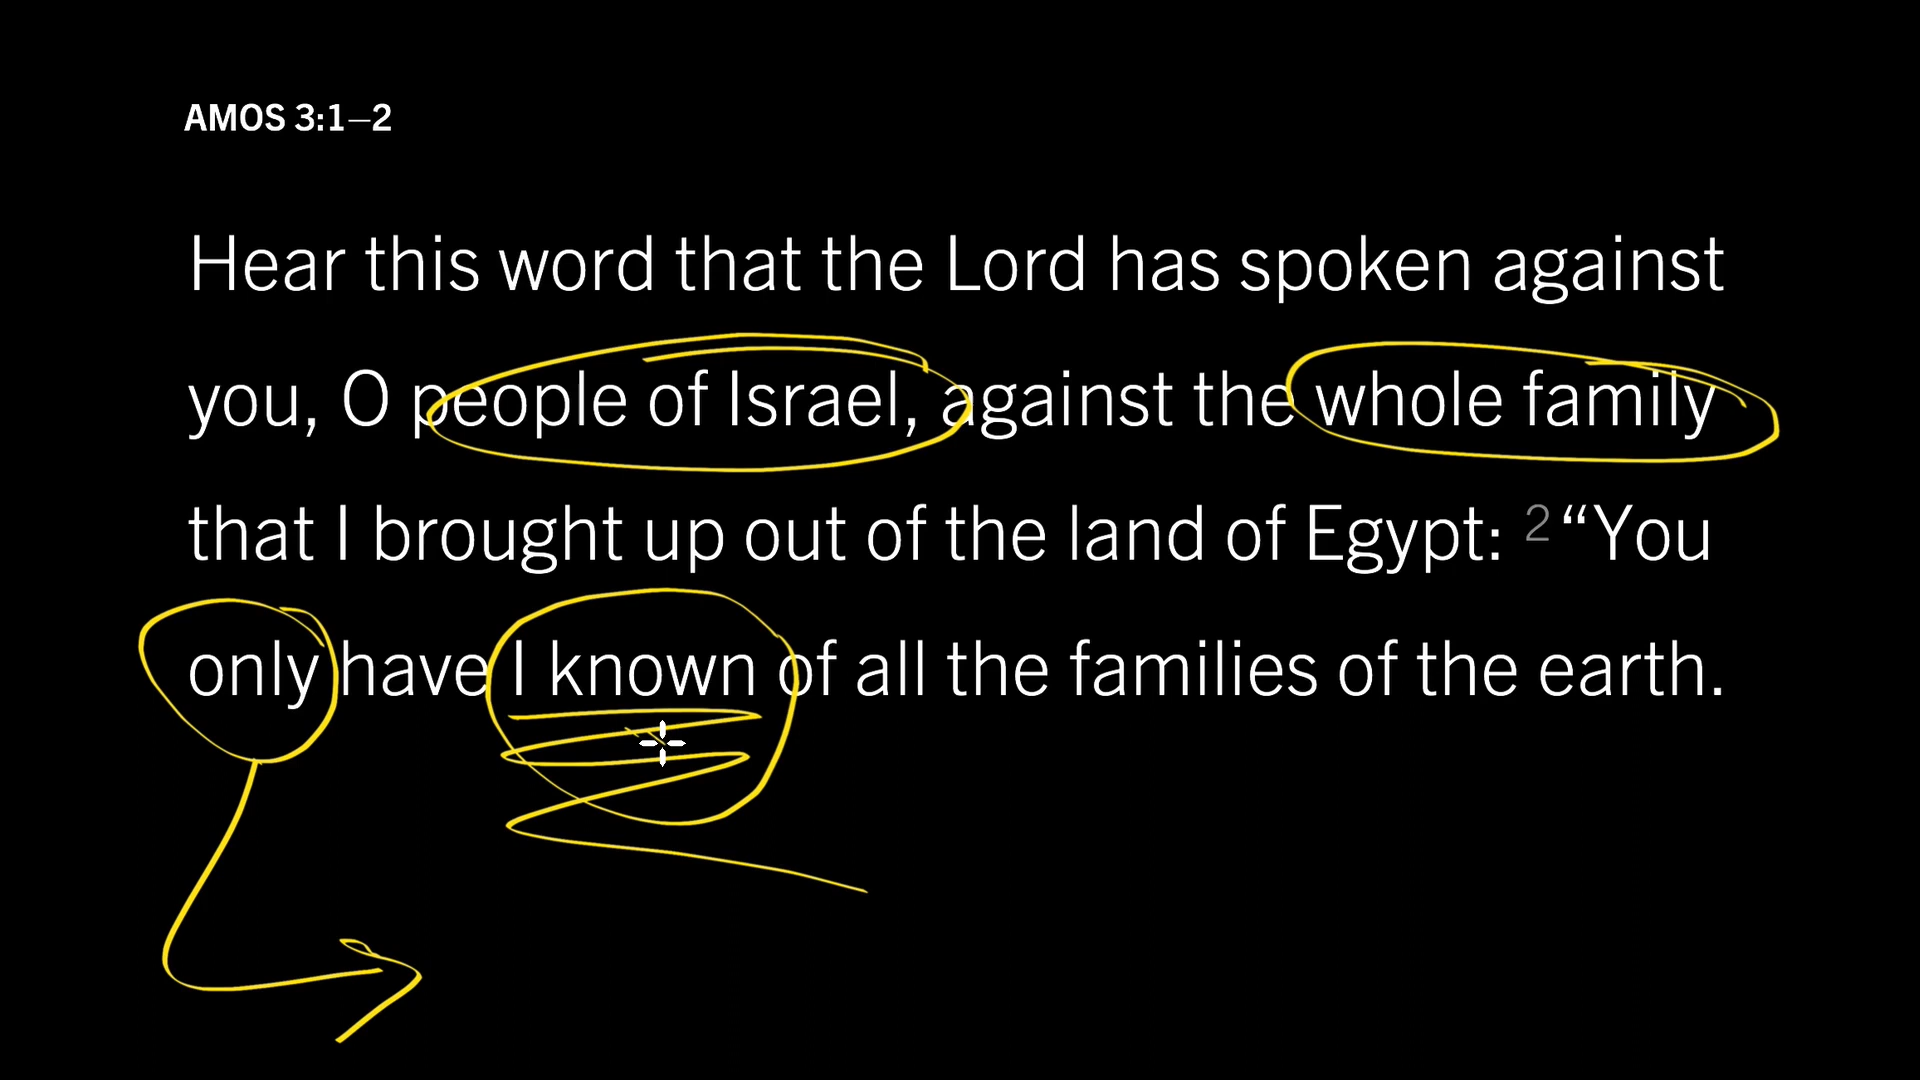 AMOS 3:1–2
Hear this word that the Lord has spoken against
you, O people of Israel, against the whole family
that I brought up out of the land of Egypt: 2 “You
only have I known of all the families of the earth.